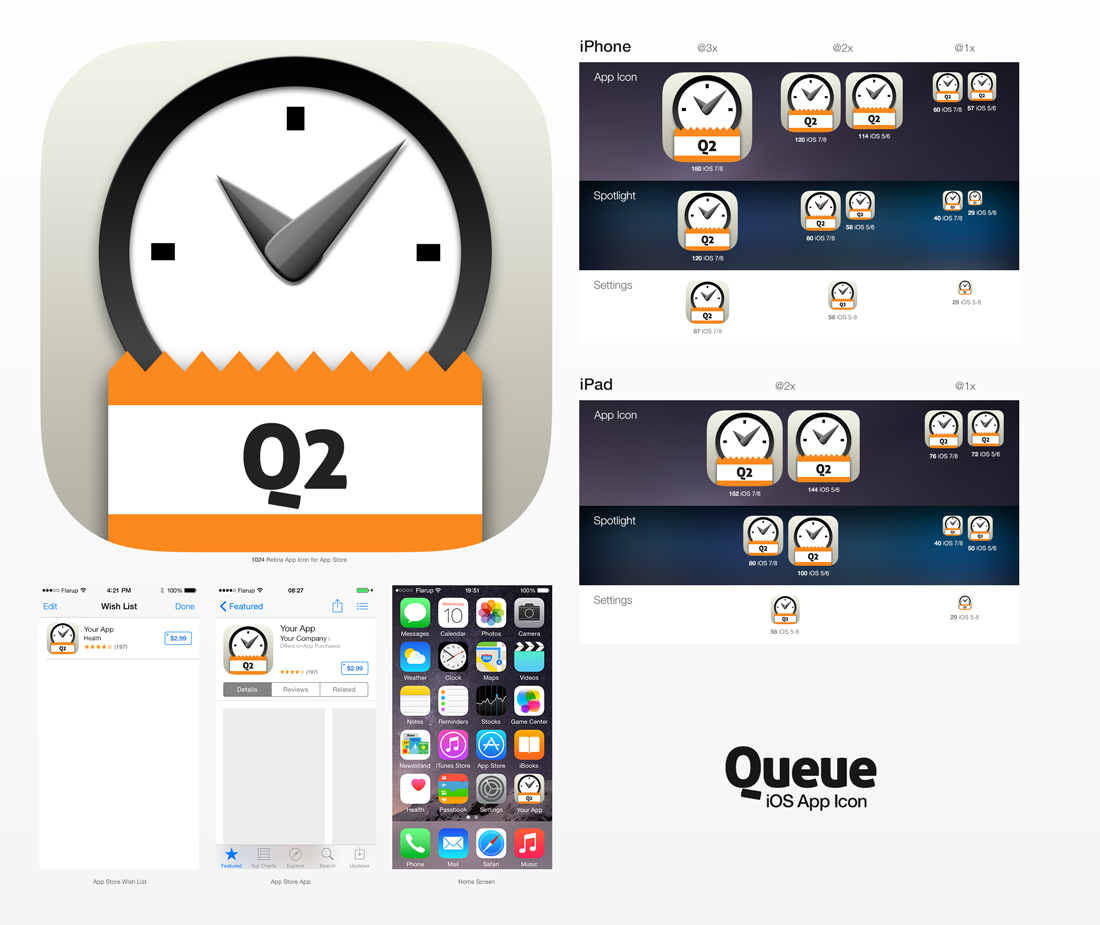 Q2
1024 Retina App Icon for App Store
iPhone
@3x
@2x
@1x
App Icon
Q2
180 iOS 7/8
Q2
120 iOS 7/8
Q2
114 iOS 5/6
Q2
60 iOS 7/8
Q2
57 iOS 5/6
Spotlight
Q2
120 iOS 7/8
Q2
80 iOS 7/8
Q2
58 iOS 5/6
40 iOS 7/8
29 iOS 5/6
Settings
Q2
87 iOS 7/8
Q2
58 iOS 5-8
29 iOS 5-8
iPad
@2x
@1x
App Icon
Q2
152 iOS 7/8
Q2
144 iOS 5/6
Q2
76 iOS 7/8
Q2
72 iOS 5/6
Spotlight
Q2
80 iOS 7/8
Q2
100 iOS 5/6
Q2
40 iOS 7/8
Q2
50 iOS 5/6
Settings
Q2
58 iOS 5-8
29 iOS 5-8
Flarup
4:21 PM
100%
Edit
Wish List
Done
Q2
Your App
Health
(197)
$2.99
App Store Wish List
Flarup
08:27
Featured
Q2
Your App
Your Company
Offers In-App Purchases
(197)
$2.99
Details
Reviews
Related
Featured
Top Charts
Explore
Search
Updates
App Store App
Flarup
19:51
100%
Wednesday
10
Messages
Calendar
Photos
Camera
280
Weather
Clock
Maps
Videos
Notes
Reminders
Stocks
Game Center
Newsstand
iTunes Store
App Store
iBooks
Q2
Health
Passbook
Settings
Your App
Phone
Mail
Safari
Music
Home Screen
Queue
iOS App Icon